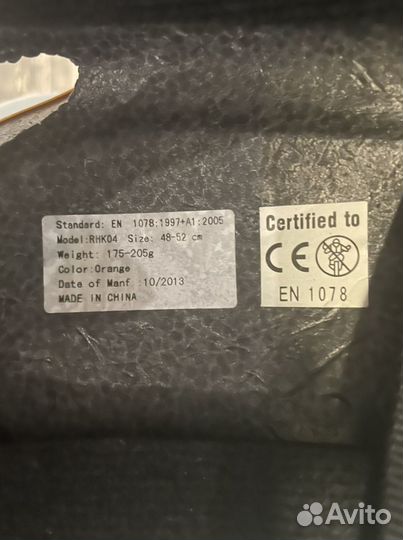 Standard: EN 1078:1997+A1:2005
Model:RHK04 Size: 48-52 cm
Weight: 175-205g
Color:Orange
Date of Manf :10/2013
MADE IN CHINA
Certified to
CE
EN 1078
Avito